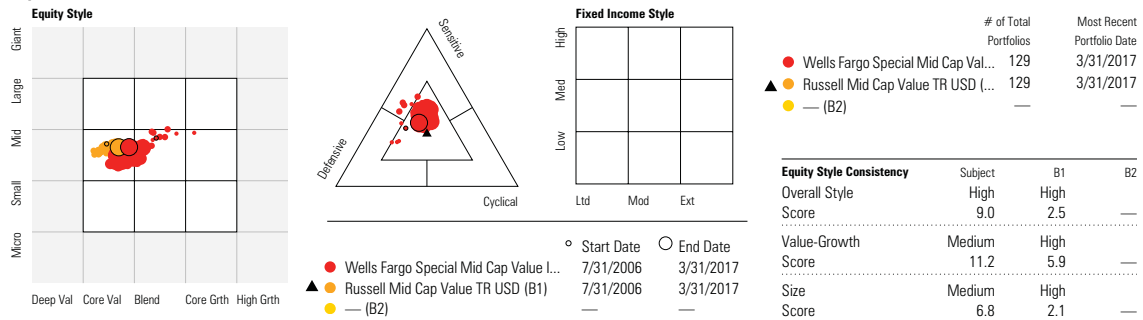 Equity Style
Giant
Large
Mid
Small
Micro
Deep Val Core Val Blend Core Grth High Grth
Sensitive
Defensive
Cyclical
Fixed Income Style
High
Med
Low
Ltd Mod Ext
Start Date End Date
Wells Fargo Special Mid Cap Value I... 7/31/2006 3/31/2017
Russell Mid Cap Value TR USD (B1) 7/31/2006 3/31/2017
— (B2) — —
# of Total Most Recent
Portfolios Portfolio Date
Wells Fargo Special Mid Cap Val... 129 3/31/2017
Russell Mid Cap Value TR USD (... 129 3/31/2017
— (B2) — —
Equity Style Consistency Subject B1 B2
Overall Style High High
Score 9.0 2.5 —
Value-Growth Medium High
Score 11.2 5.9 —
Size Medium High
Score 6.8 2.1 —